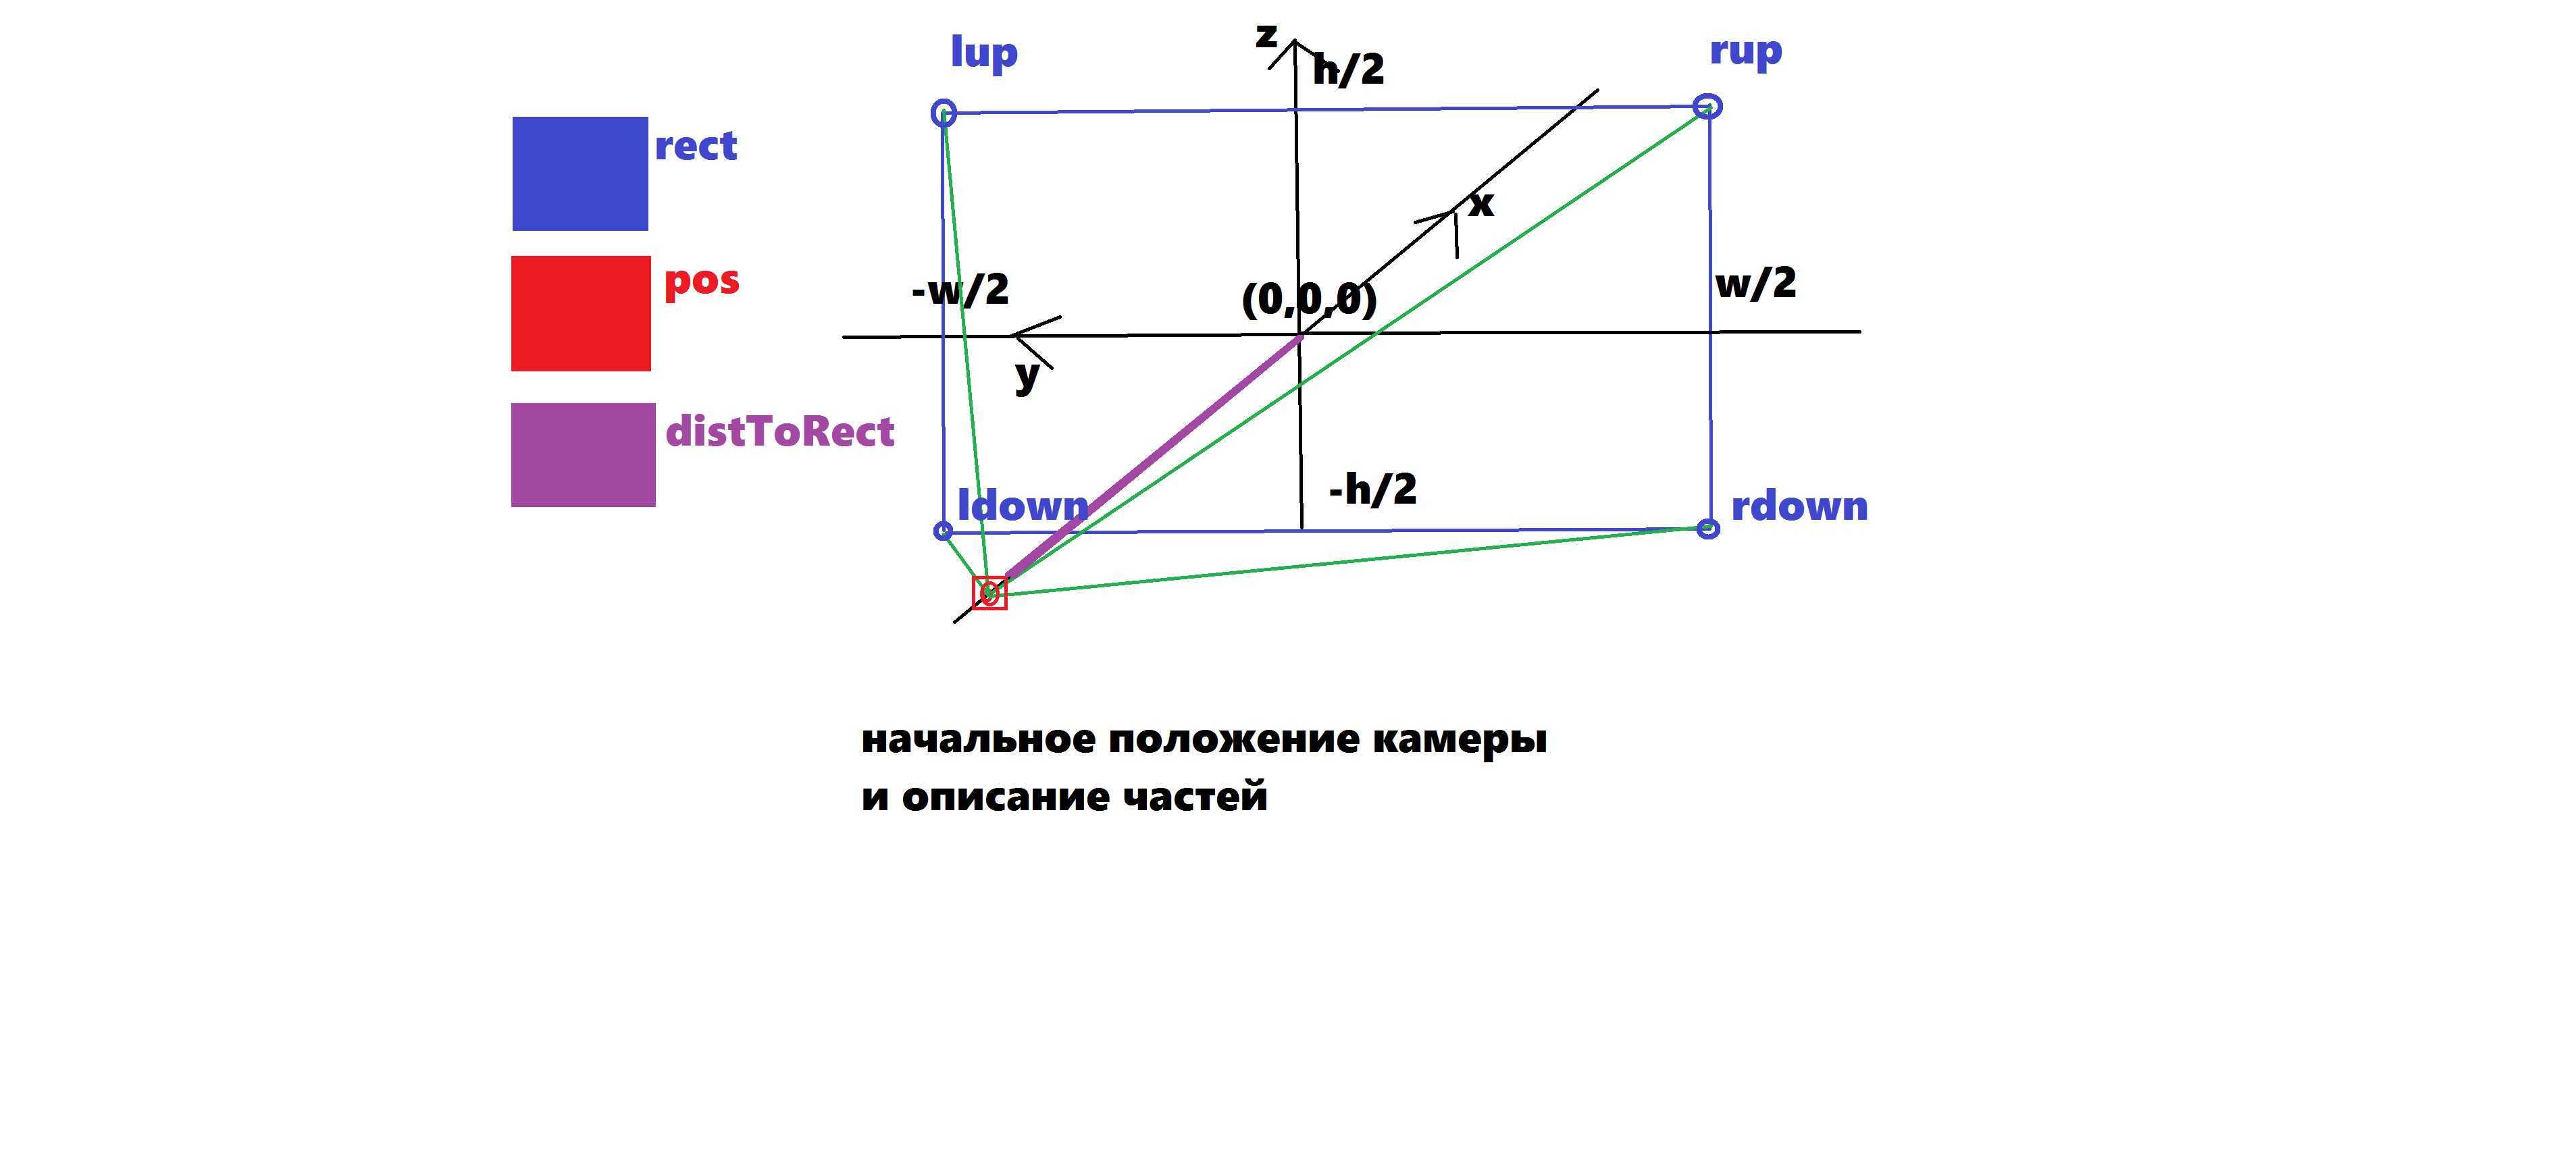 z
h/2
lup
rup
rect
x
pos
-w/2
(0,0,0)
w/2
y
distToRect
-h/2
ldown
rdown
начальное положение камеры
и описание частей